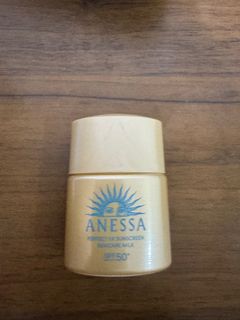 ANESSA
PERFECT UV SUNSCREEN
SKINCARE MILK
SPF50+